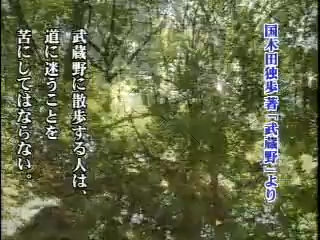 国木田独歩 著「武蔵野」より
武蔵野に散歩する人は、
道に迷うことを
苦にしてはならない。